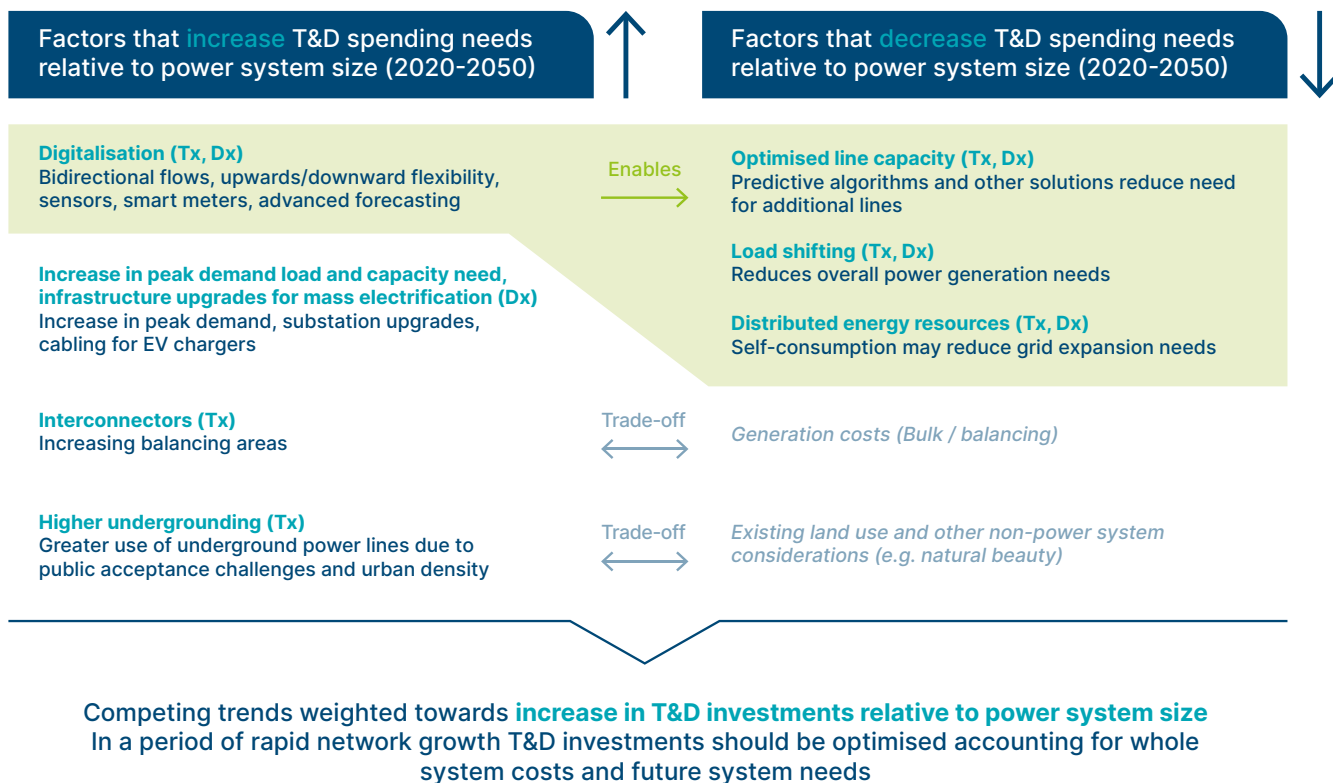 Factors that increase T&D spending needs
relative to power system size (2020-2050)
Factors that decrease T&D spending needs
relative to power system size (2020-2050)
Digitalisation (Tx, Dx)
Bidirectional flows, upwards/downward flexibility,
sensors, smart meters, advanced forecasting
Enables
Optimised line capacity (Tx, Dx)
Predictive algorithms and other solutions reduce need
for additional lines
Load shifting (Tx, Dx)
Reduces overall power generation needs
Distributed energy resources (Tx, Dx)
Self-consumption may reduce grid expansion needs
Increase in peak demand load and capacity need,
infrastructure upgrades for mass electrification (Dx)
Increase in peak demand, substation upgrades,
cabling for EV chargers
Interconnectors (Tx)
Increasing balancing areas
Trade-off
Generation costs (Bulk / balancing)
Higher undergrounding (Tx)
Greater use of underground power lines due to
public acceptance challenges and urban density
Trade-off
Existing land use and other non-power system
considerations (e.g. natural beauty)
Competing trends weighted towards increase in T&D investments relative to power system size
In a period of rapid network growth T&D investments should be optimised accounting for whole
system costs and future system needs